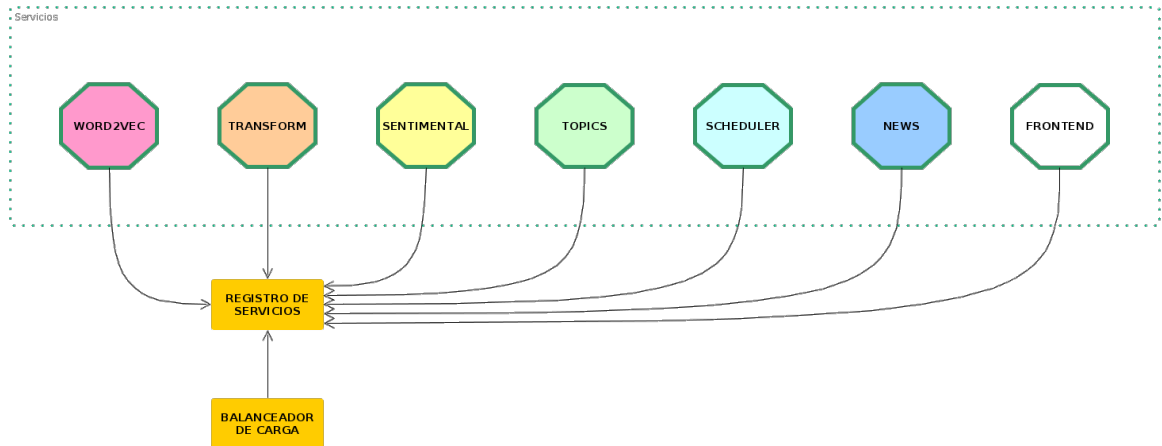 Servicios
WORD2VEC
TRANSFORM
SENTIMENTAL
TOPICS
SCHEDULER
NEWS
FRONTEND
REGISTRO DE
SERVICIOS
BALANCEADOR
DE CARGA